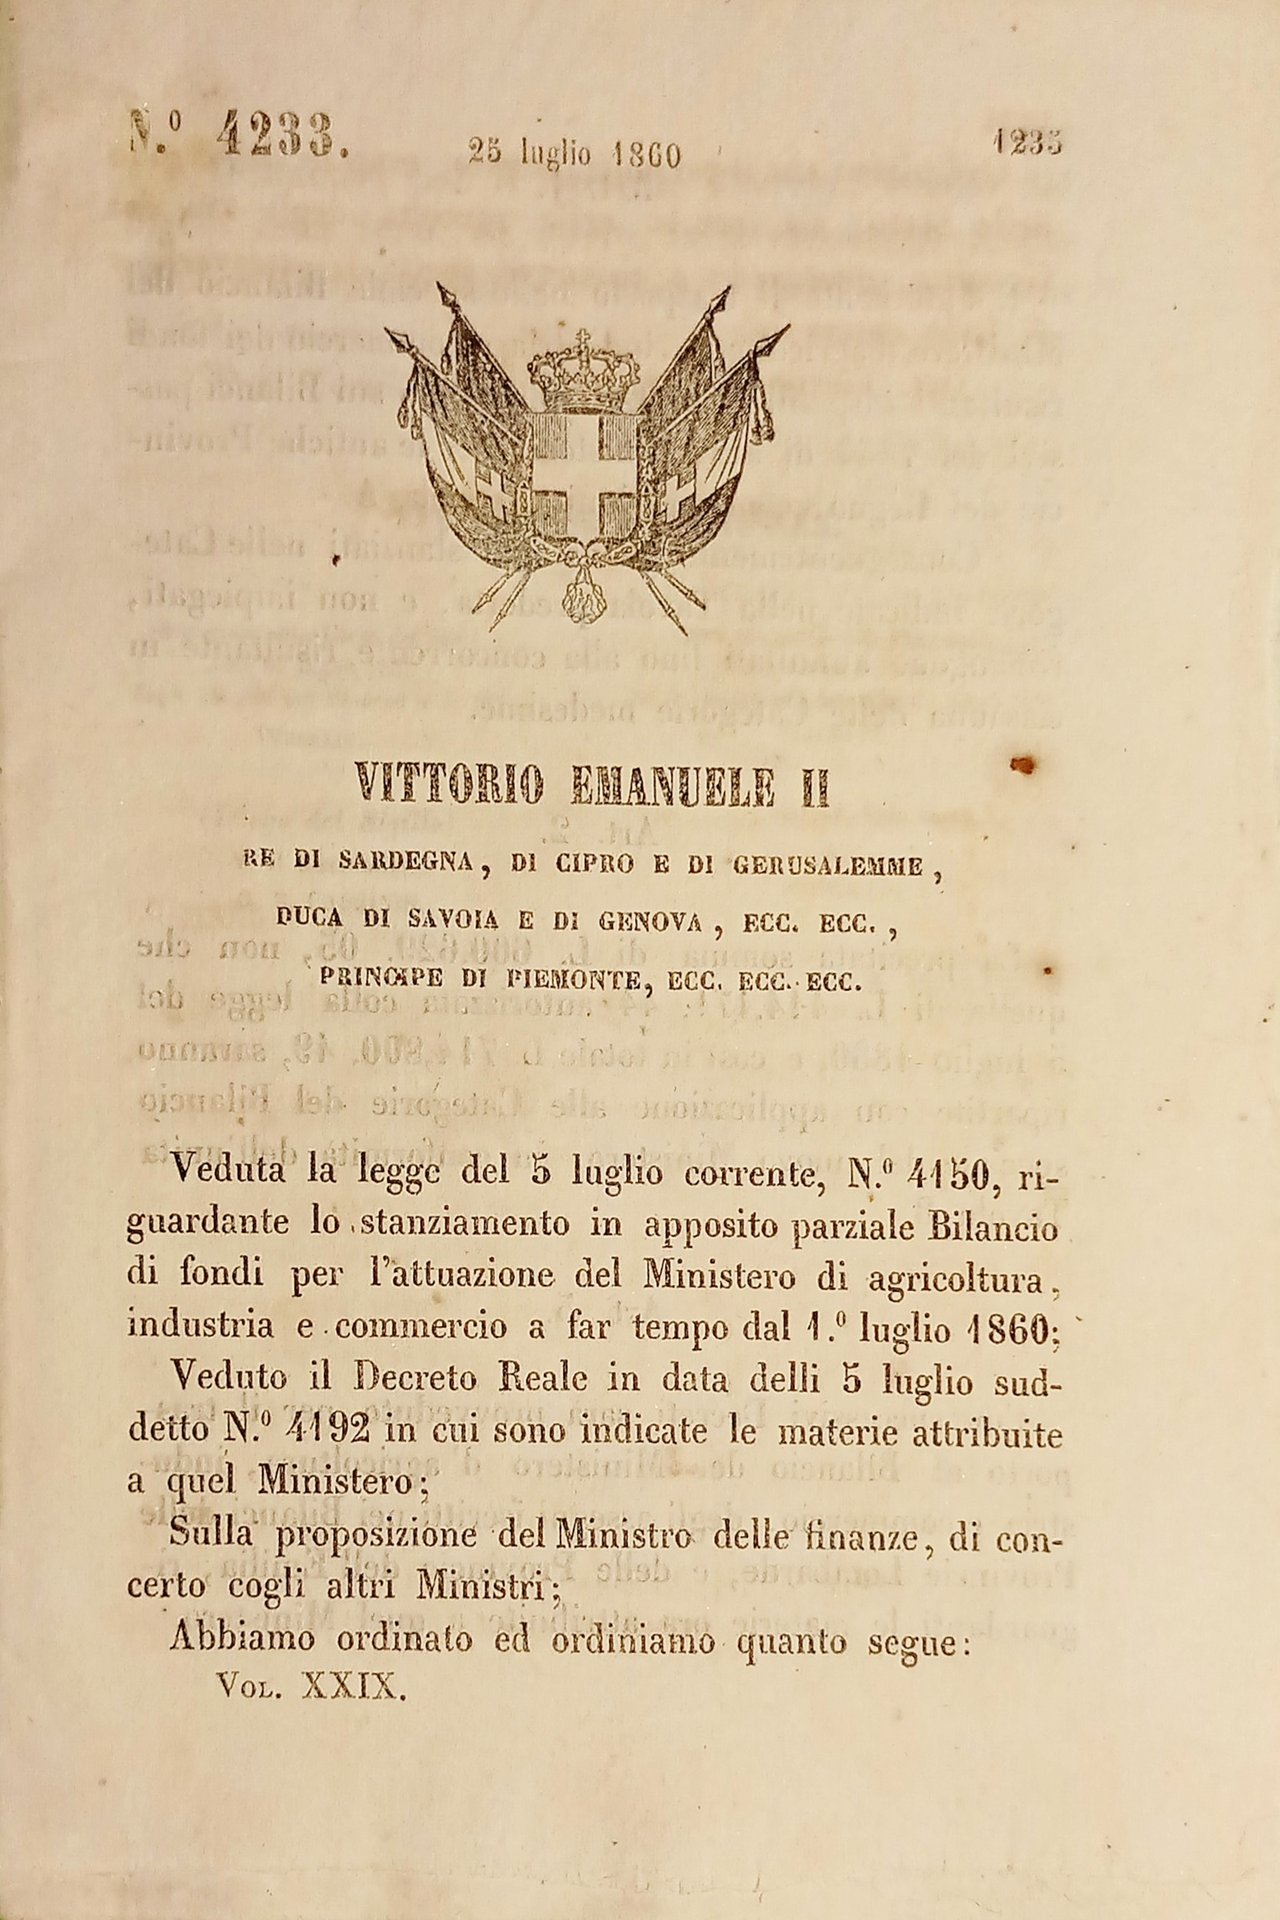 N.º 4233.
25 luglio 1860
1235
VITTORIO EMANUELE II
RE DI SARDEGNA, DI CIPRO E DI GERUSALEMME,
DUCA DI SAVOIA E DI GENOVA, ECC. ECC.,
PRINCIPE DI PIEMONTE, ECC. ECC. ECC.
Veduta la legge del 5 luglio corrente, N.º 4150, ri-
guardante lo stanziamento in apposito parziale Bilancio
di fondi per l'attuazione del Ministero di agricoltura,
industria e commercio a far tempo dal 1.º luglio 1860;
Veduto il Decreto Reale in data delli 5 luglio sud-
detto N.º 4192 in cui sono indicate le materie attribuite
a quel Ministero;
Sulla proposizione del Ministro delle finanze, di con-
certo cogli altri Ministri;
Abbiamo ordinato ed ordiniamo quanto segue:
VOL. XXIX.